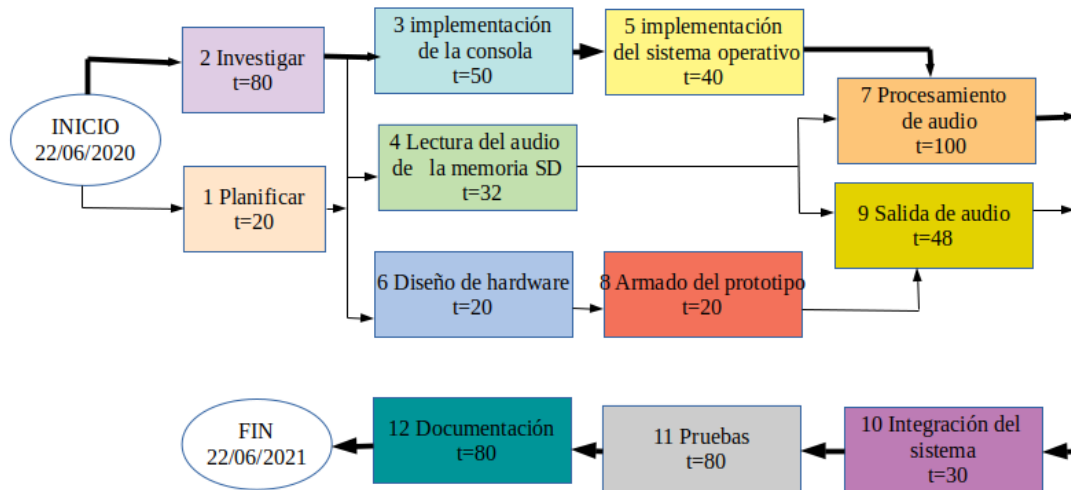 INICIO
22/06/2020
2 Investigar
t=80
1 Planificar
t=20
3 implementación
de la consola
t=50
4 Lectura del audio
de la memoria SD
t=32
6 Diseño de hardware
t=20
5 implementación
del sistema operativo
t=40
8 Armado del prototipo
t=20
7 Procesamiento
de audio
t=100
9 Salida de audio
t=48
10 Integración del
sistema
t=30
11 Pruebas
t=80
12 Documentación
t=80
FIN
22/06/2021